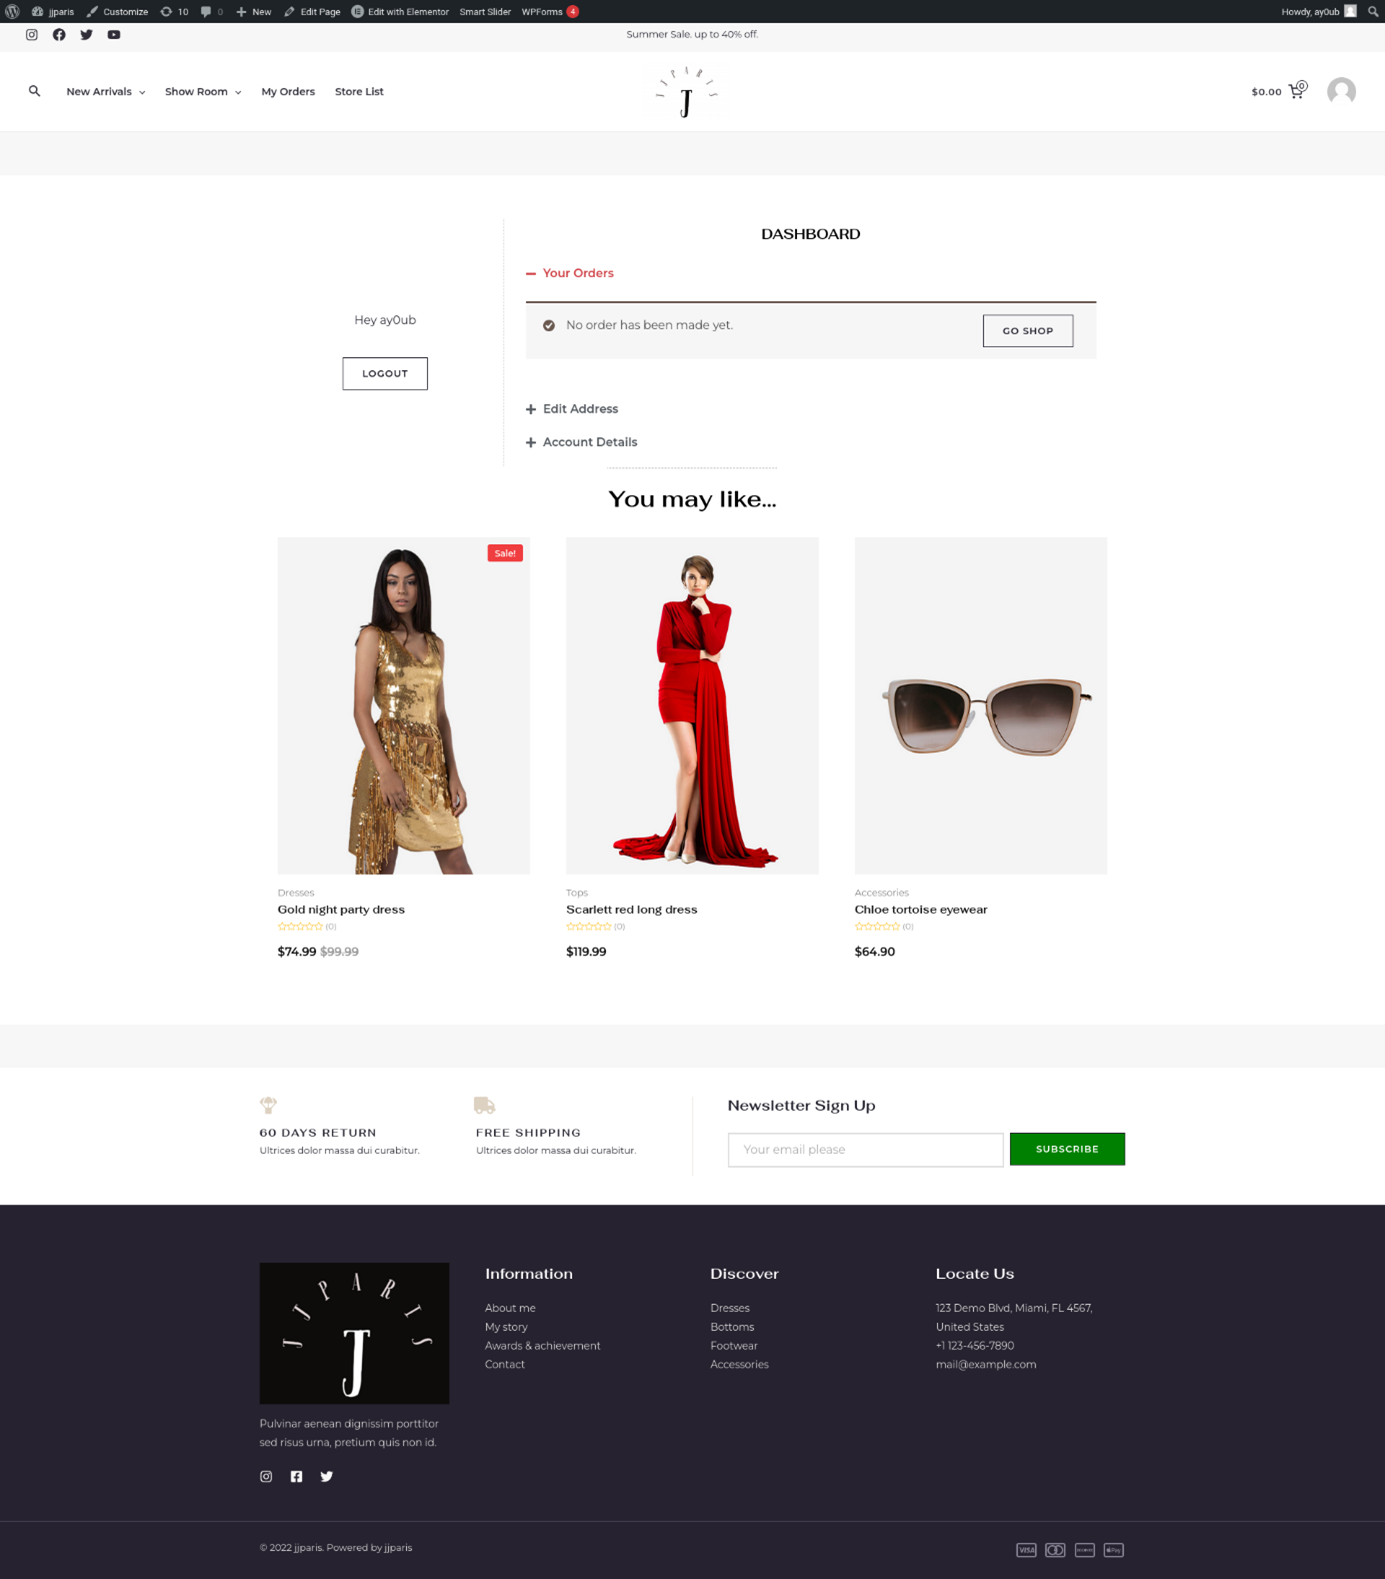 jjparis Customize 10 0 New Edit Page Edit with Elementor Smart Slider WPForms 4 Howdy, ay0ub
Summer Sale. up to 40% off.
New Arrivals Show Room My Orders Store List
JJPARIS
J
$0.00 0
DASHBOARD
Your Orders
Hey ay0ub
No order has been made yet.
GO SHOP
LOGOUT
Edit Address
Account Details
You may like...
Sale!
Dresses
Gold night party dress
(0)
$74.99 $99.99
Tops
Scarlett red long dress
(0)
$119.99
Accessories
Chloe tortoise eyewear
(0)
$64.90
60 DAYS RETURN
Ultrices dolor massa dui curabitur.
FREE SHIPPING
Ultrices dolor massa dui curabitur.
Newsletter Sign Up
Your email please
SUBSCRIBE
JJPARIS
J
Pulvinar aenean dignissim porttitor
sed risus urna, pretium quis non id.
Information
About me
My story
Awards & achievement
Contact
Discover
Dresses
Bottoms
Footwear
Accessories
Locate Us
123 Demo Blvd, Miami, FL 4567,
United States
+1 123-456-7890
mail@example.com
© 2022 jjparis. Powered by jjparis
VISA
Pay